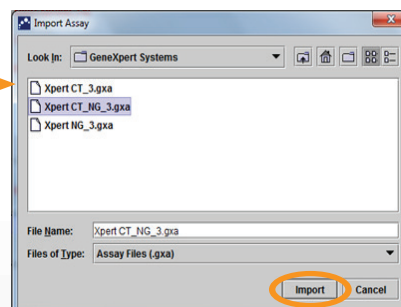 Import Assay
Look In: GeneXpert Systems
Xpert CT_3.gxa
Xpert CT_NG_3.gxa
Xpert NG_3.gxa
File Name: Xpert CT_NG_3.gxa
Files of Type: Assay Files (.gxa)
Import Cancel